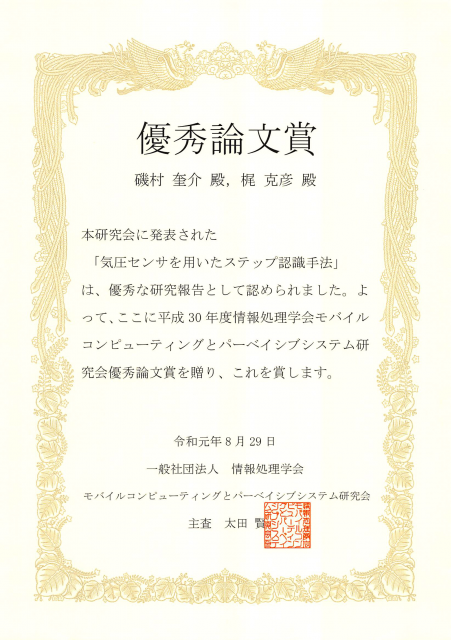 優秀論文賞
磯村 奎介 殿, 梶 克彦 殿
本研究会に発表された
「気圧センサを用いたステップ認識手法」
は、優秀な研究報告として認められました。よ
って、ここに平成 30 年度情報処理学会モバイル
コンピューティングとパーベイシブシステム研
究会優秀論文賞を贈り、これを賞します。
令和元年 8 月 29 日
一般社団法人 情報処理学会
モバイルコンピューティングとパーベイシブシステム研究会
主査 太田 賢